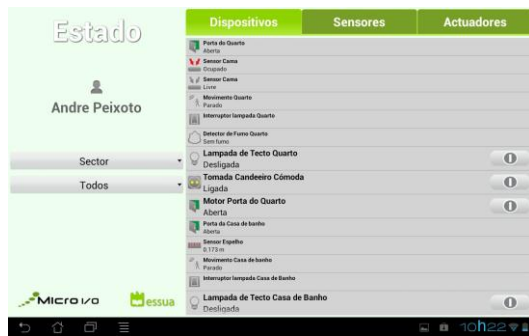 Estado
Andre Peixoto
Sector
Todos
Micro I/O
essua
Dispositivos
Sensores
Actuadores
Porta do Quarto
Aberta
Sensor Cama
Ocupado
Sensor Cama
Livre
Movimento Quarto
Parado
Interruptor lampada Quarto
Detector de Fumo Quarto
Sem fumo
Lampada de Tecto Quarto
Desligada
Tomada Candeeiro Cómoda
Ligada
Motor Porta do Quarto
Aberta
Porta da Casa de banho
Aberta
Sensor Espelho
0.173 m
Movimento Casa de banho
Parado
Interruptor lampada Casa de Banho
Lampada de Tecto Casa de Banho
Desligada
10h22